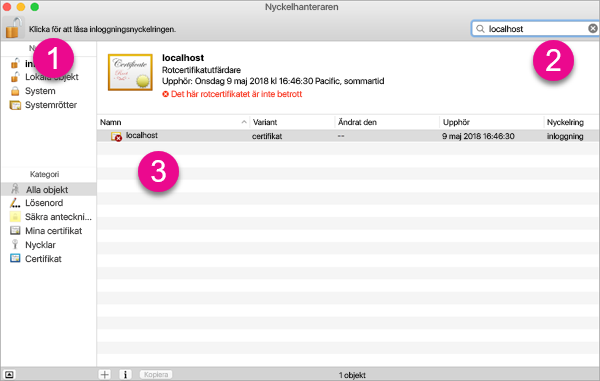 Nyckelhanteraren
Klicka för att låsa inloggningsnyckelringen.
localhost
1
2
Lokala objekt
System
Systemrötter
Certificate
localhost
Rotcertifikatutfärdare
Upphör: Onsdag 9 maj 2018 kl 16:46:30 Pacific, sommartid
Det här rotcertifikatet är inte betrott
Namn Variant Ändrat den Upphör Nyckelring
localhost certifikat -- 9 maj 2018 16:46:30 inloggning
3
Kategori
Alla objekt
Lösenord
Säkra anteckni...
Mina certifikat
Nycklar
Certifikat
Kopiera
1 objekt